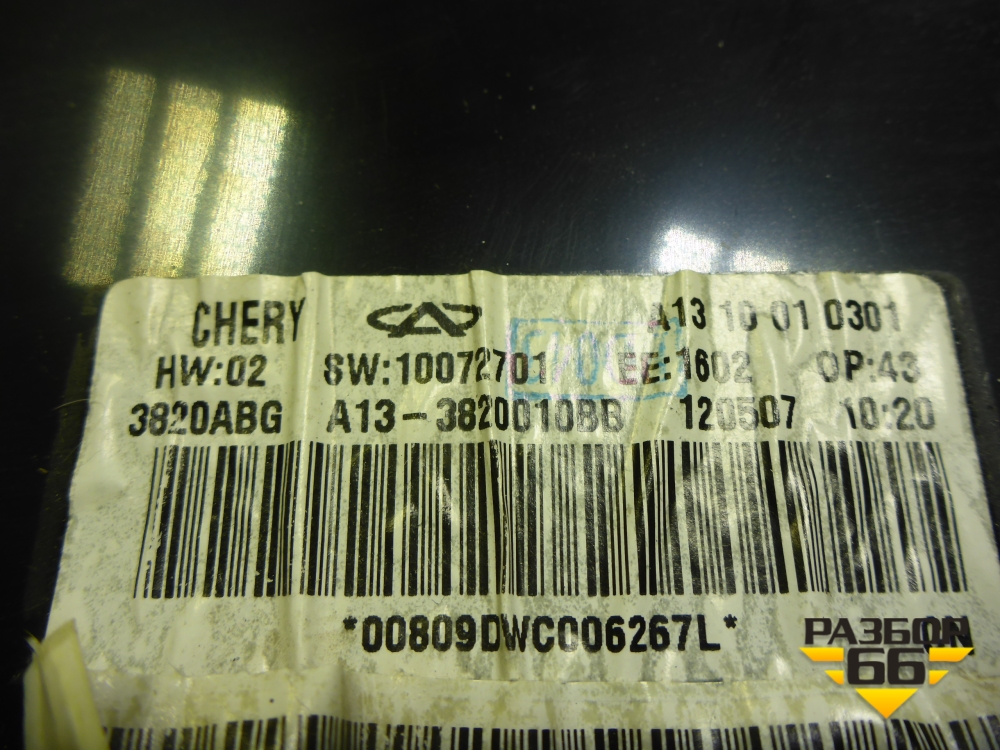 CHERY A13 10 01 0301
HW:02 SW:10072701 EE:1602 OP:43
3820ABG A13-3820010BB 120507 10:20
*00809DWC006267L*
РАЗБОР
66